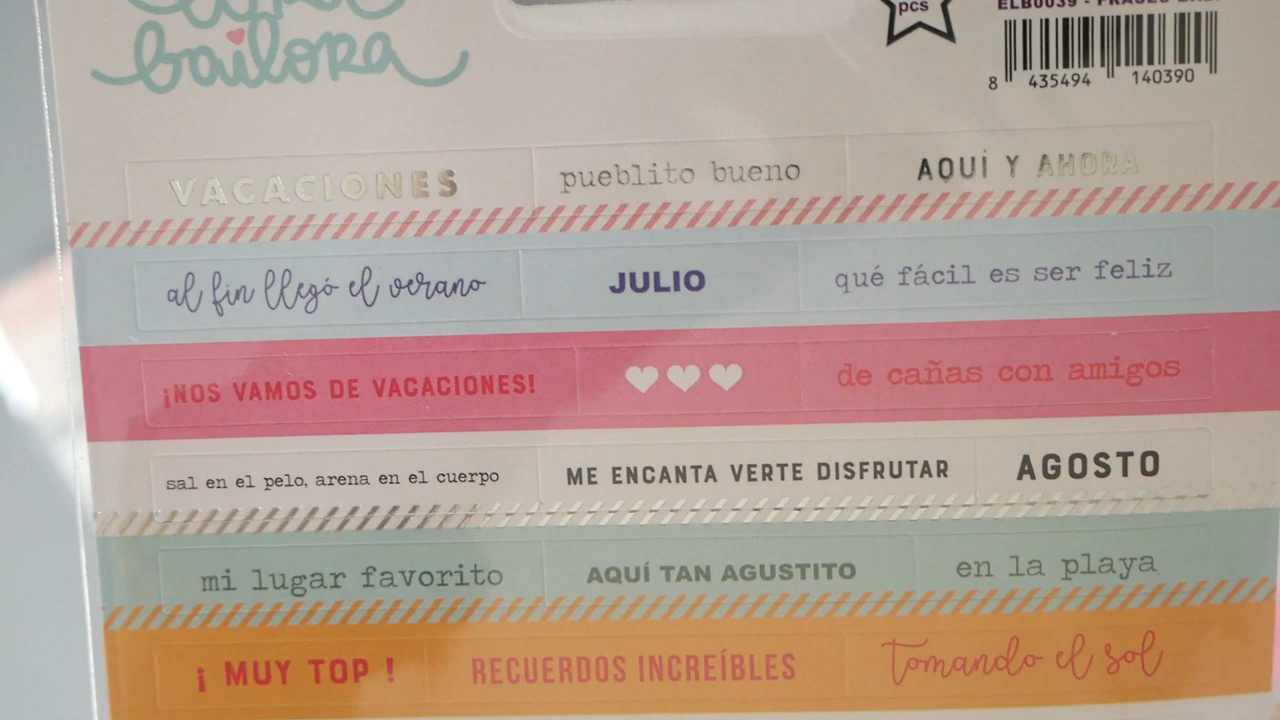 bailora
pcs
ELB0039 - FRASES
8 435494 140390
VACACIONES pueblito bueno AQUÍ Y AHORA
al fin llegó el verano JULIO qué fácil es ser feliz
¡NOS VAMOS DE VACACIONES! de cañas con amigos
sal en el pelo, arena en el cuerpo ME ENCANTA VERTE DISFRUTAR AGOSTO
mi lugar favorito AQUÍ TAN AGUSTITO en la playa
¡ MUY TOP ! RECUERDOS INCREÍBLES tomando el sol